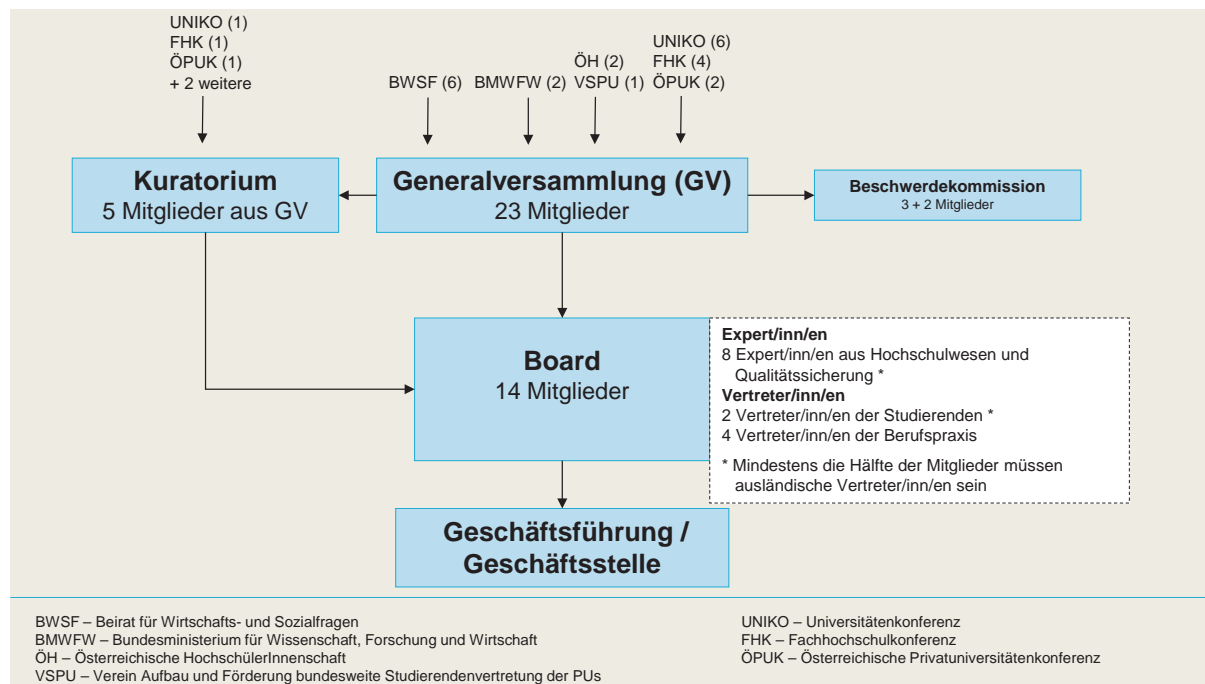 UNIKO (1)
FHK (1)
ÖPUK (1)
+ 2 weitere
BWSF (6)
BMWFW (2)
ÖH (2)
VSPU (1)
UNIKO (6)
FHK (4)
ÖPUK (2)
Kuratorium
5 Mitglieder aus GV
Generalversammlung (GV)
23 Mitglieder
Beschwerdekommission
3 + 2 Mitglieder
Board
14 Mitglieder
Expert/inn/en
8 Expert/inn/en aus Hochschulwesen und
Qualitätssicherung *
Vertreter/inn/en
2 Vertreter/inn/en der Studierenden *
4 Vertreter/inn/en der Berufspraxis
* Mindestens die Hälfte der Mitglieder müssen
ausländische Vertreter/inn/en sein
Geschäftsführung /
Geschäftsstelle
BWSF – Beirat für Wirtschafts- und Sozialfragen
BMWFW – Bundesministerium für Wissenschaft, Forschung und Wirtschaft
ÖH – Österreichische HochschülerInnenschaft
VSPU – Verein Aufbau und Förderung bundesweite Studierendenvertretung der PUs
UNIKO – Universitätenkonferenz
FHK – Fachhochschulkonferenz
ÖPUK – Österreichische Privatuniversitätenkonferenz